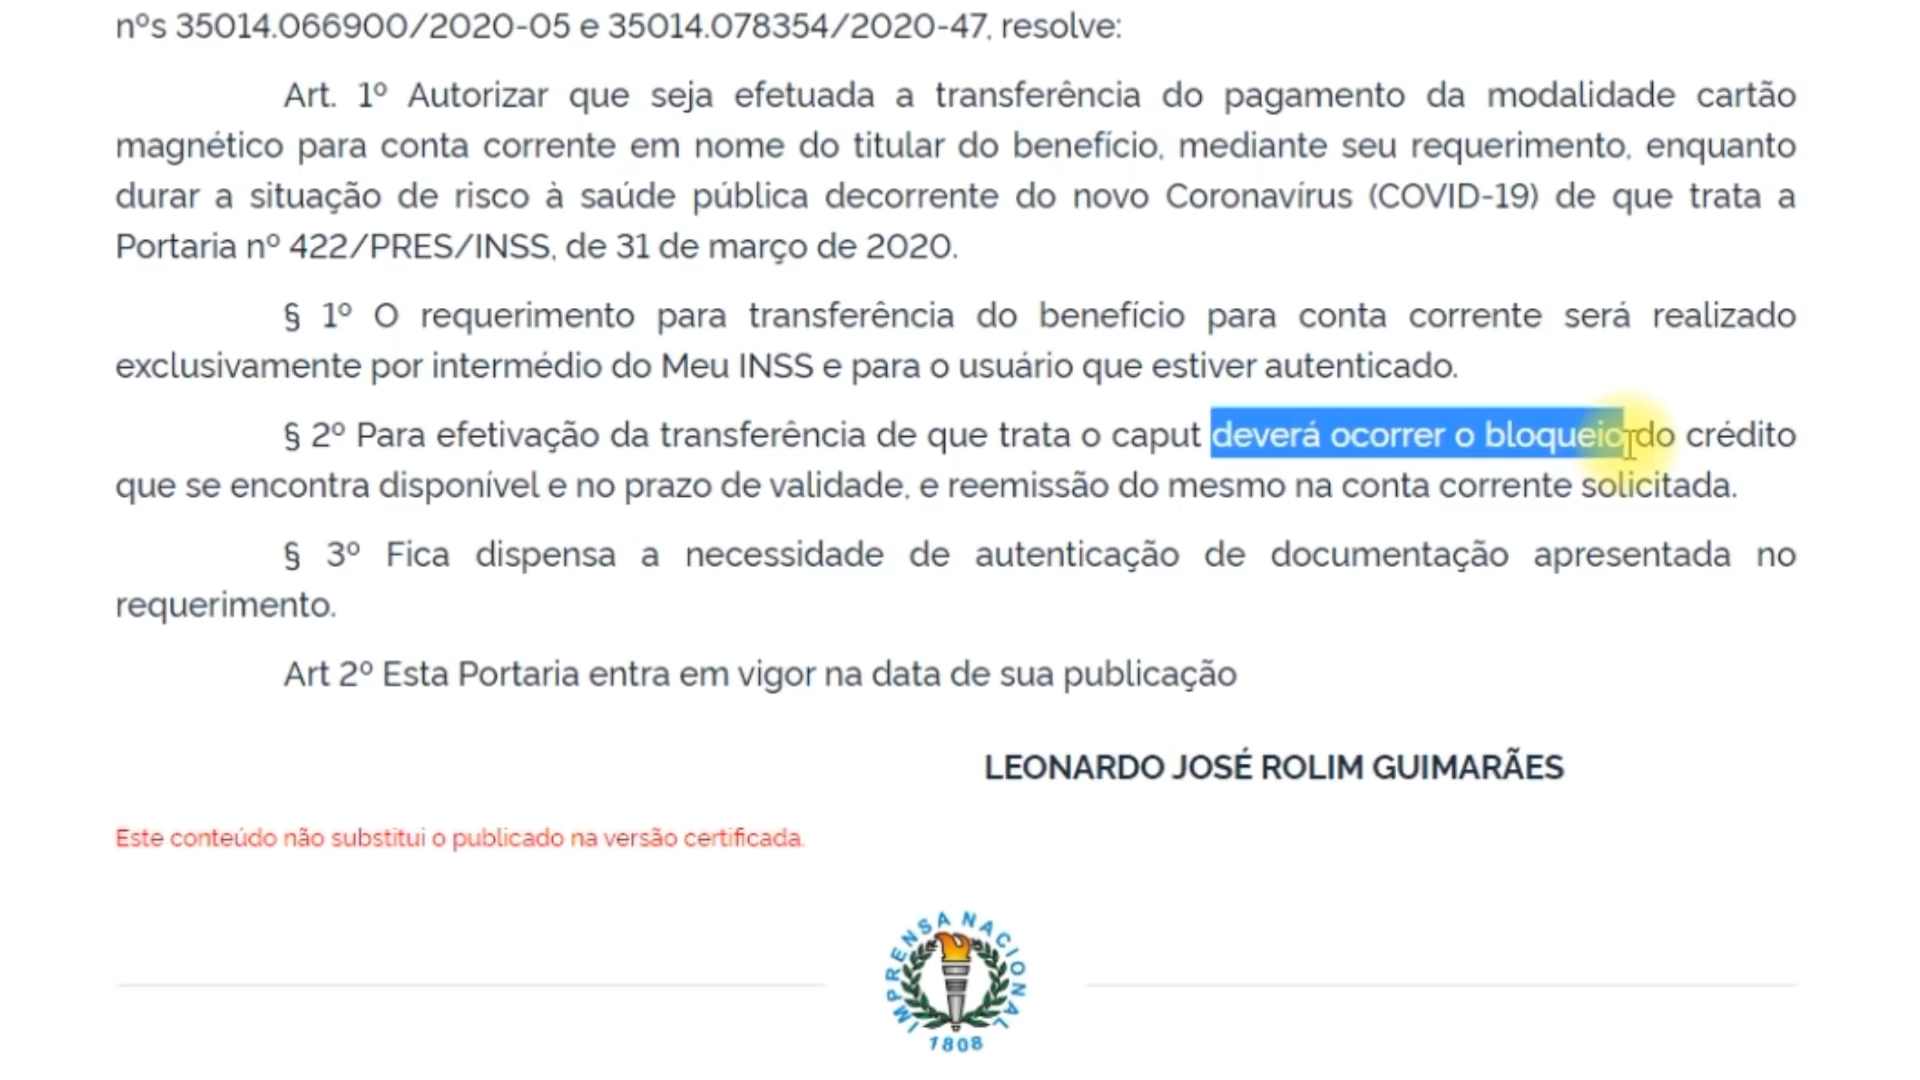 nºs 35014.066900/2020-05 e 35014.078354/2020-47, resolve:
Art. 1º Autorizar que seja efetuada a transferência do pagamento da modalidade cartão
magnético para conta corrente em nome do titular do benefício, mediante seu requerimento, enquanto
durar a situação de risco à saúde pública decorrente do novo Coronavírus (COVID-19) de que trata a
Portaria nº 422/PRES/INSS, de 31 de março de 2020.
§ 1º O requerimento para transferência do benefício para conta corrente será realizado
exclusivamente por intermédio do Meu INSS e para o usuário que estiver autenticado.
§ 2º Para efetivação da transferência de que trata o caput deverá ocorrer o bloqueio do crédito
que se encontra disponível e no prazo de validade, e reemissão do mesmo na conta corrente solicitada.
§ 3º Fica dispensa a necessidade de autenticação de documentação apresentada no
requerimento.
Art 2º Esta Portaria entra em vigor na data de sua publicação
LEONARDO JOSÉ ROLIM GUIMARÃES
Este conteúdo não substitui o publicado na versão certificada.
IMPRENSA NACIONAL
1808